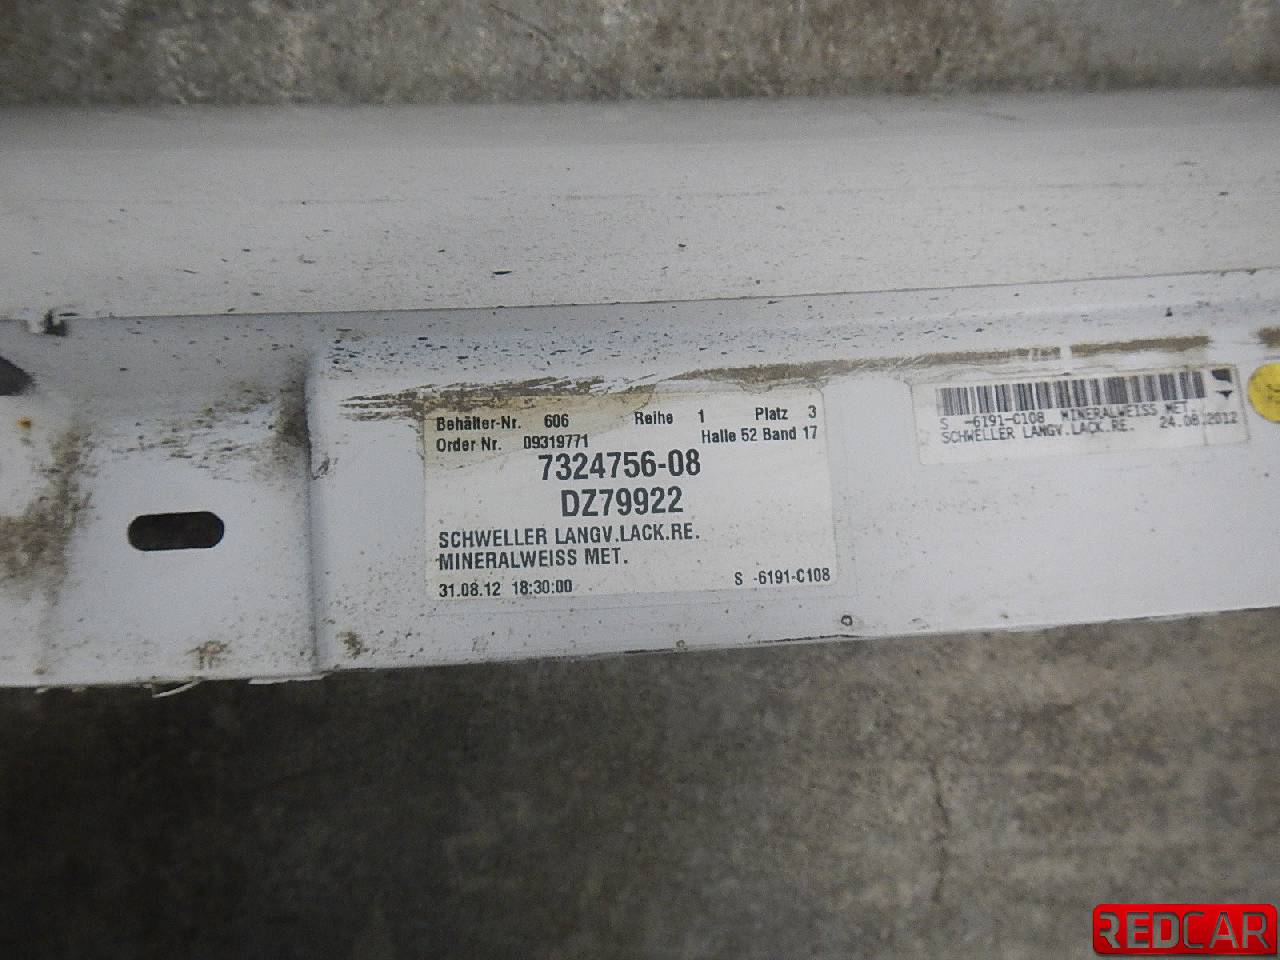 Behälter-Nr. 606 Reihe 1 Platz 3
Order Nr. 09319771 Halle 52 Band 17
7324756-08
DZ79922
SCHWELLER LANGV.LACK.RE.
MINERALWEISS MET.
31.08.12 18:30:00 S -6191-C108
S -6191-C108 MINERALWEISS MET.
SCHWELLER LANGV.LACK.RE. 24.08.2012
REDCAR